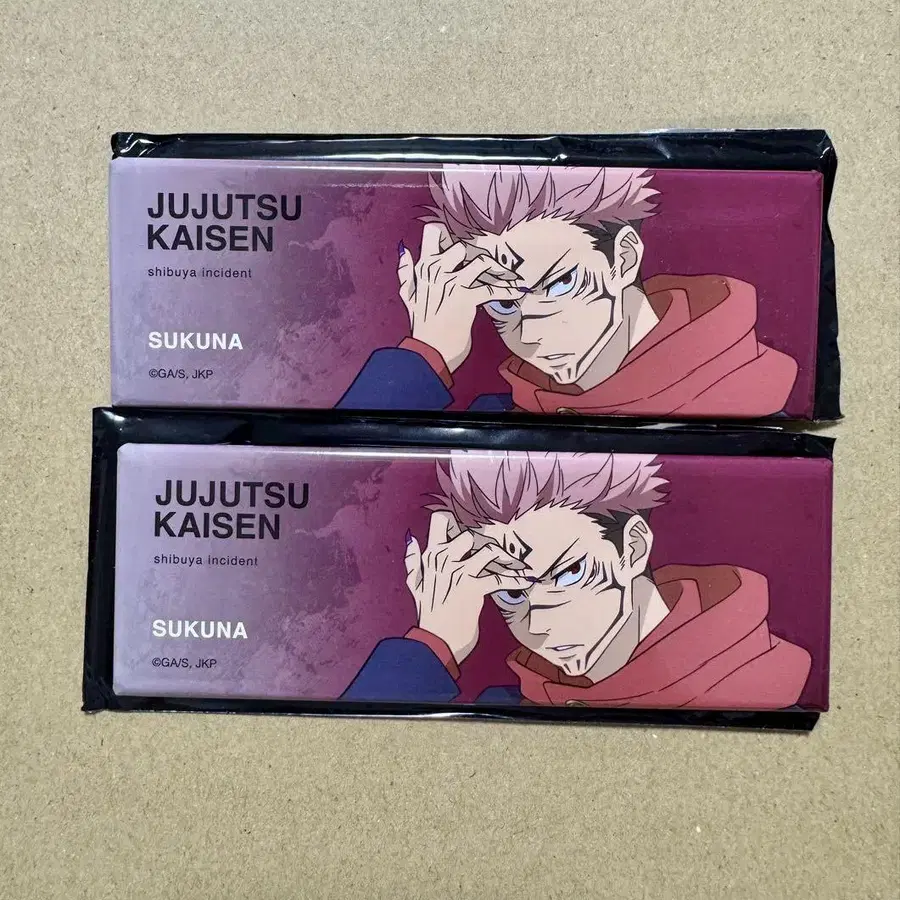 JUJUTSU
KAISEN
shibuya incident
SUKUNA
©GA/S, JKP
JUJUTSU
KAISEN
shibuya incident
SUKUNA
©GA/S, JKP